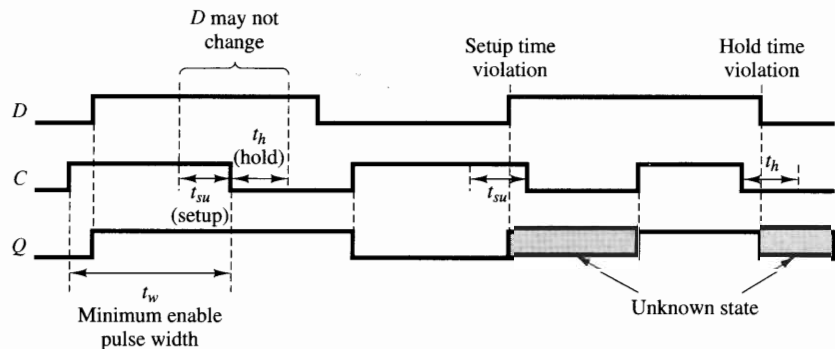 D may not
change
Setup time
violation
Hold time
violation
D
t_h
(hold)
t_h
C
t_su
t_su
(setup)
Q
t_w
Unknown state
Minimum enable
pulse width